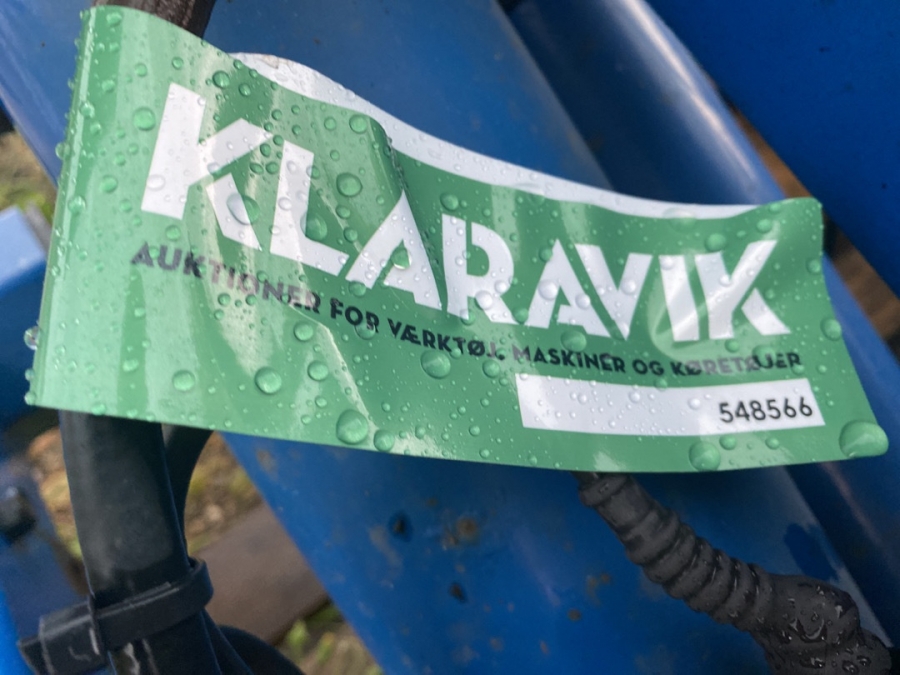 KLARAVIK
AUKTIONER FOR VÆRKTØJ, MASKINER OG KØRETØJER
548566